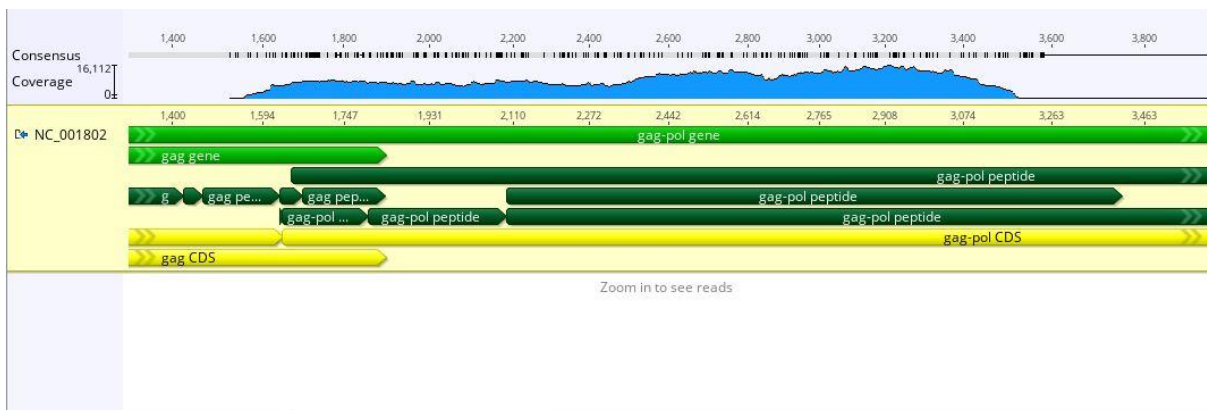 1,400 1,600 1,800 2,000 2,200 2,400 2,600 2,800 3,000 3,200 3,400 3,600 3,800
Consensus
16,112
Coverage
0
1,400 1,594 1,747 1,931 2,110 2,272 2,442 2,614 2,765 2,908 3,074 3,263 3,463
NC_001802
gag-pol gene
gag gene
gag-pol peptide
g gag pe... gag pep... gag-pol peptide
gag-pol ... gag-pol peptide gag-pol peptide
gag-pol CDS
gag CDS
Zoom in to see reads